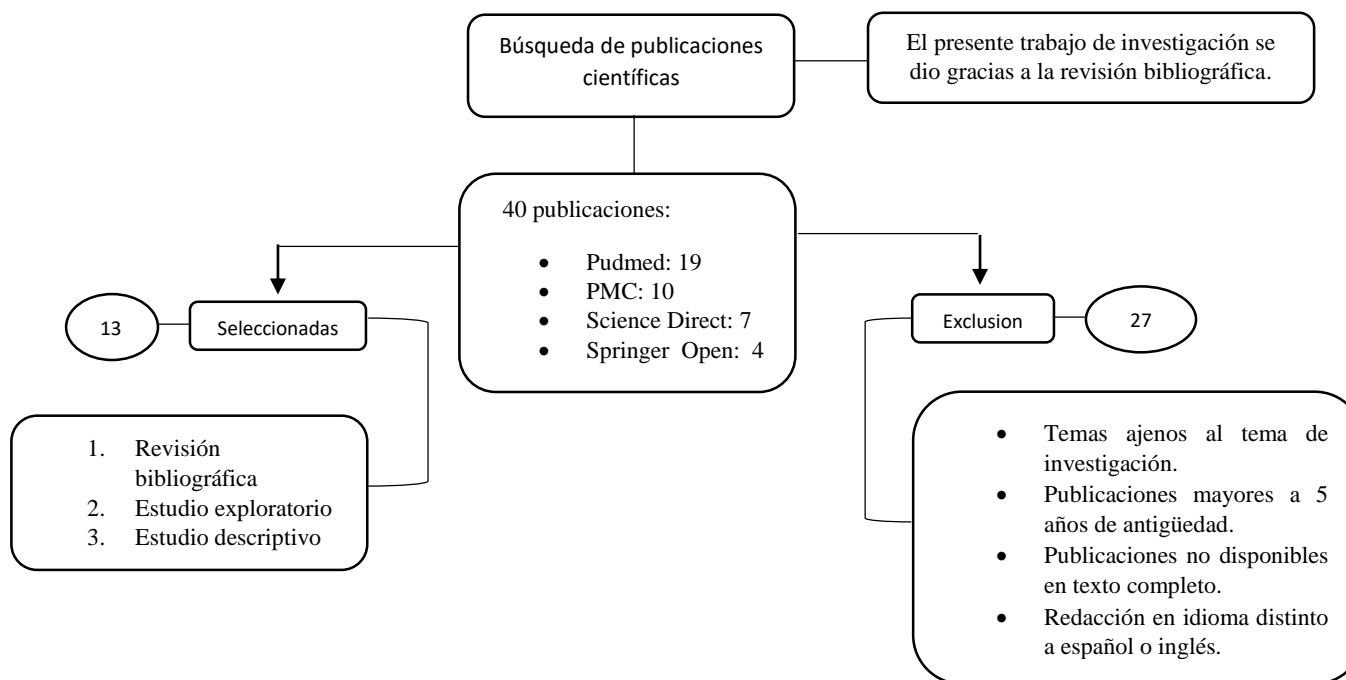 Búsqueda de publicaciones
científicas
El presente trabajo de investigación se
dio gracias a la revisión bibliográfica.
40 publicaciones:
• Pudmed: 19
• PMC: 10
• Science Direct: 7
• Springer Open: 4
13
Seleccionadas
Exclusion
27
1. Revisión
bibliográfica
2. Estudio exploratorio
3. Estudio descriptivo
• Temas ajenos al tema de
investigación.
• Publicaciones mayores a 5
años de antigüedad.
• Publicaciones no disponibles
en texto completo.
• Redacción en idioma distinto
a español o inglés.